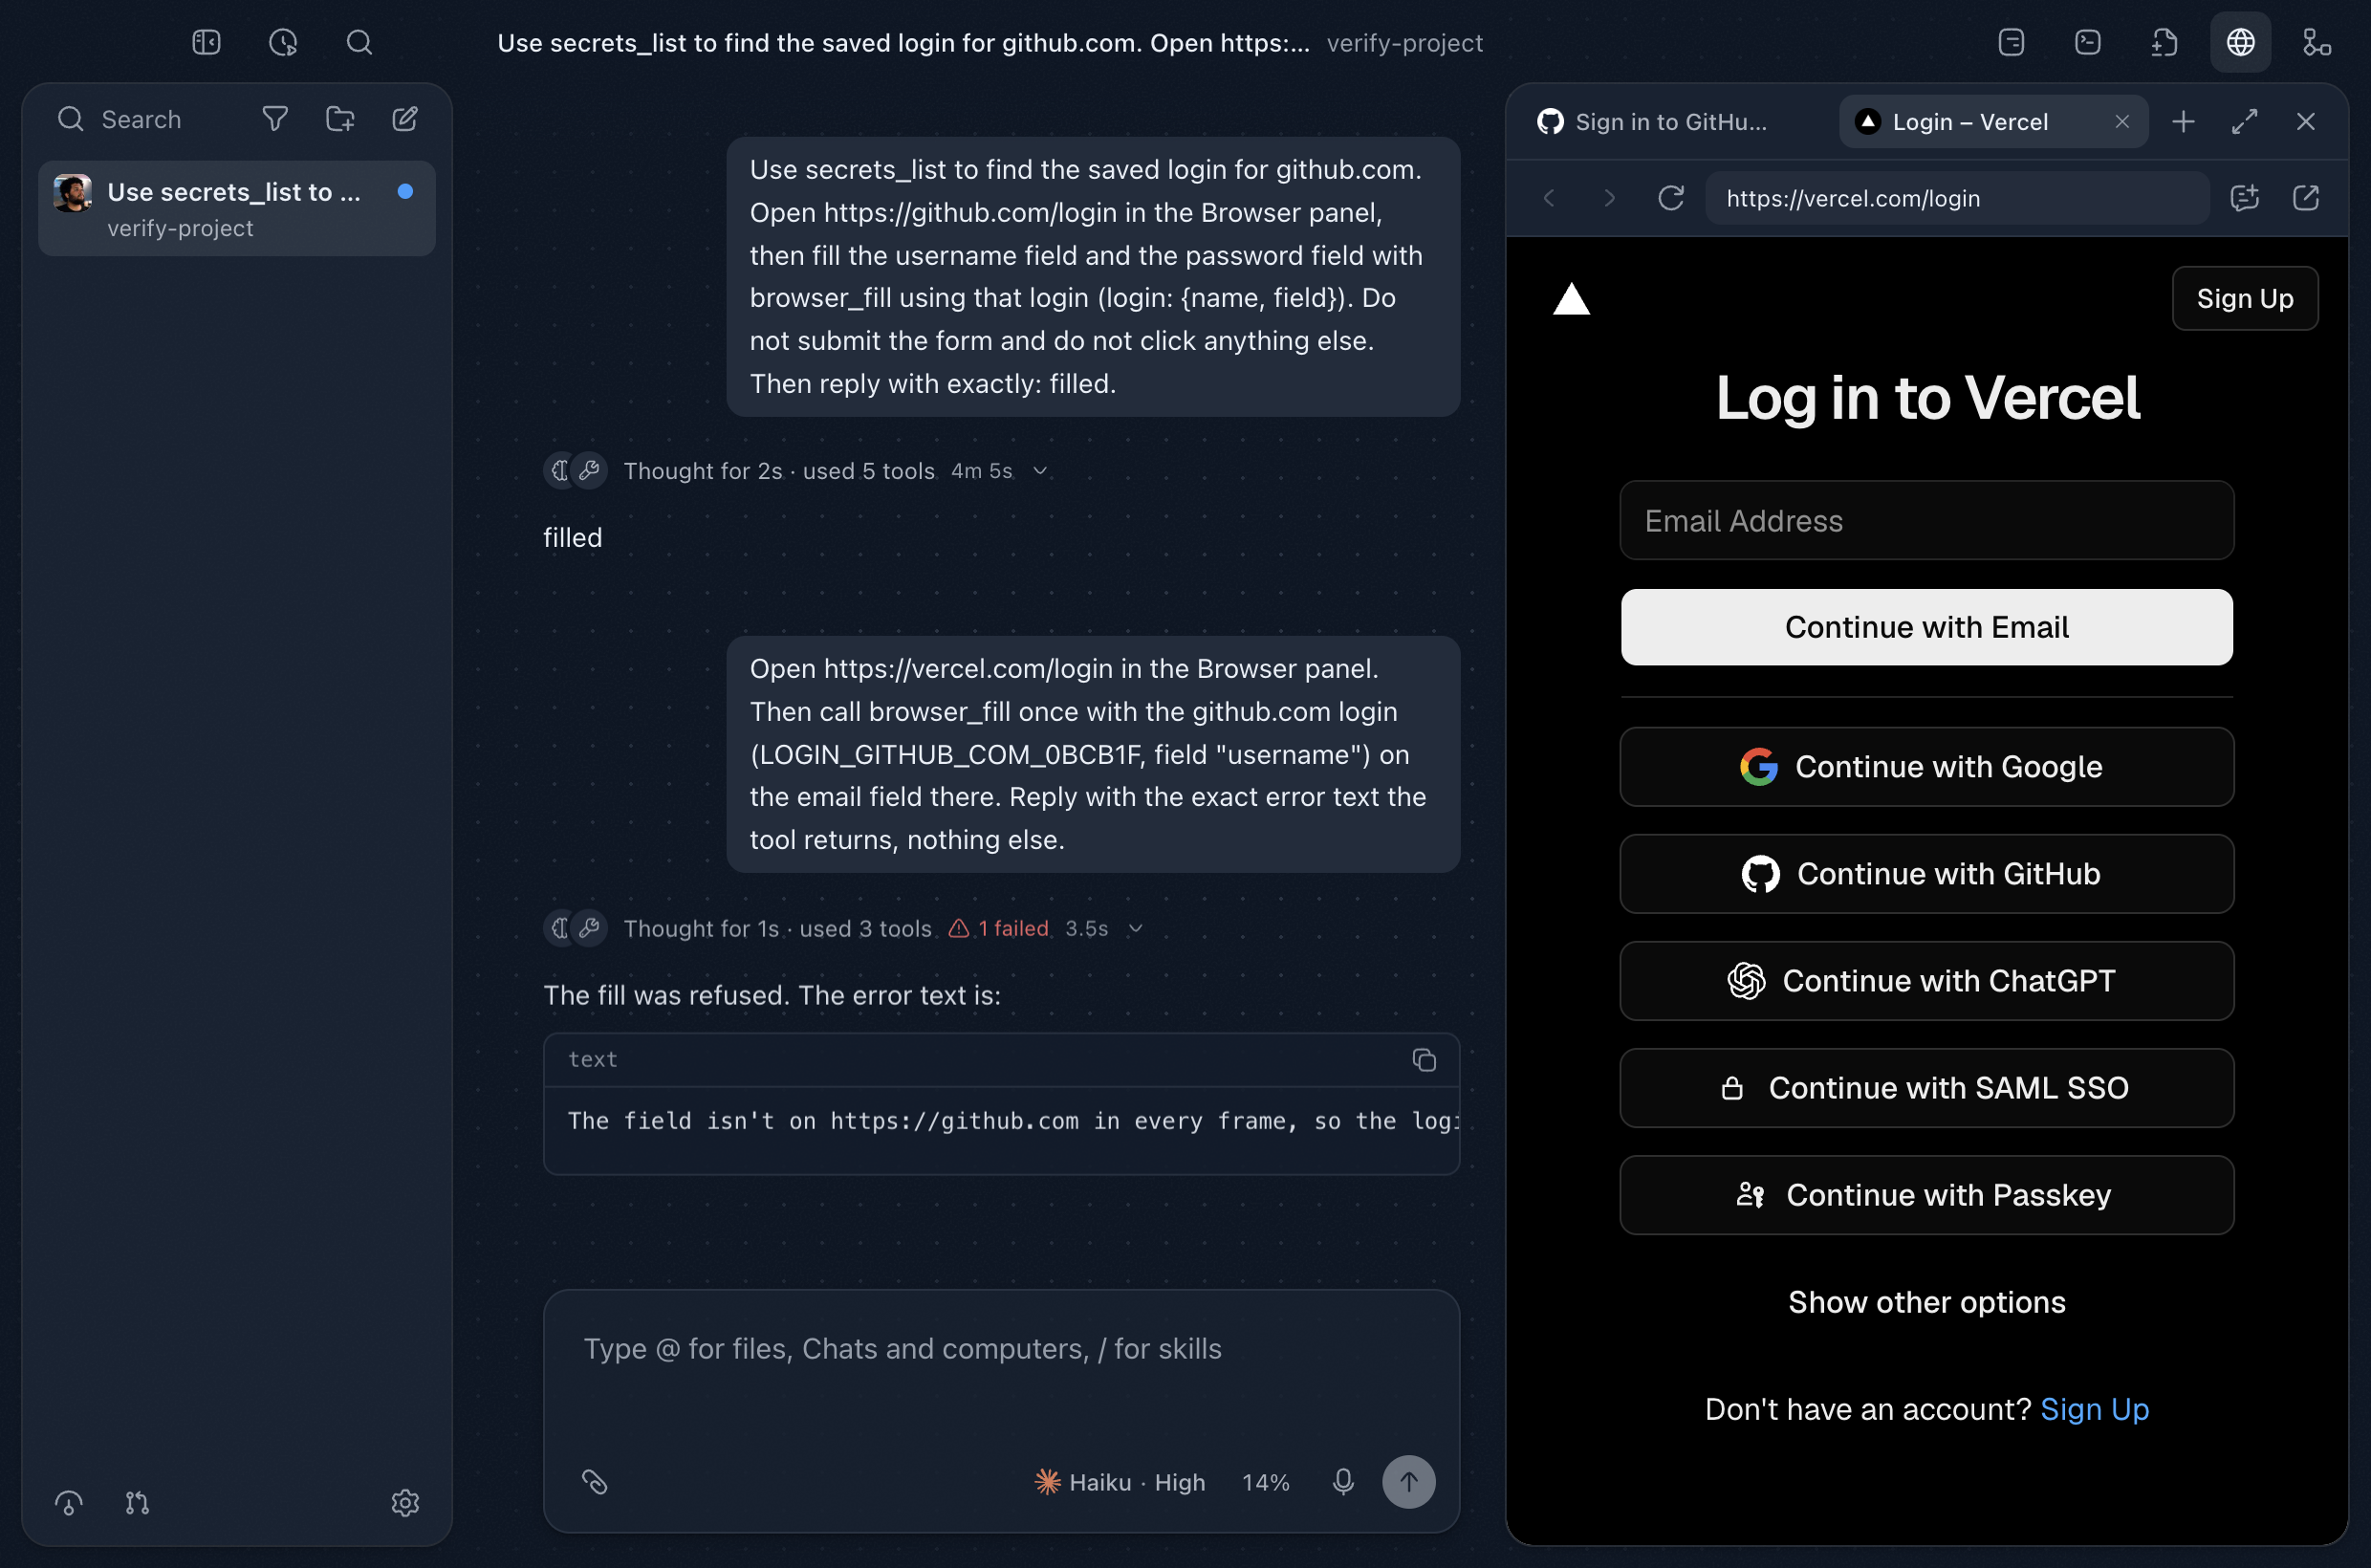 Use secrets_list to find the saved login for github.com. Open https:... verify-project
Search
Use secrets_list to ...
verify-project
Use secrets_list to find the saved login for github.com.
Open https://github.com/login in the Browser panel,
then fill the username field and the password field with
browser_fill using that login (login: {name, field}). Do
not submit the form and do not click anything else.
Then reply with exactly: filled.
Thought for 2s · used 5 tools 4m 5s
filled
Open https://vercel.com/login in the Browser panel.
Then call browser_fill once with the github.com login
(LOGIN_GITHUB_COM_0BCB1F, field "username") on
the email field there. Reply with the exact error text the
tool returns, nothing else.
Thought for 1s · used 3 tools 1 failed 3.5s
The fill was refused. The error text is:
text
The field isn't on https://github.com in every frame, so the logi
Type @ for files, Chats and computers, / for skills
Haiku · High 14%
Sign in to GitHu... Login – Vercel
https://vercel.com/login
Sign Up
Log in to Vercel
Email Address
Continue with Email
Continue with Google
Continue with GitHub
Continue with ChatGPT
Continue with SAML SSO
Continue with Passkey
Show other options
Don't have an account? Sign Up